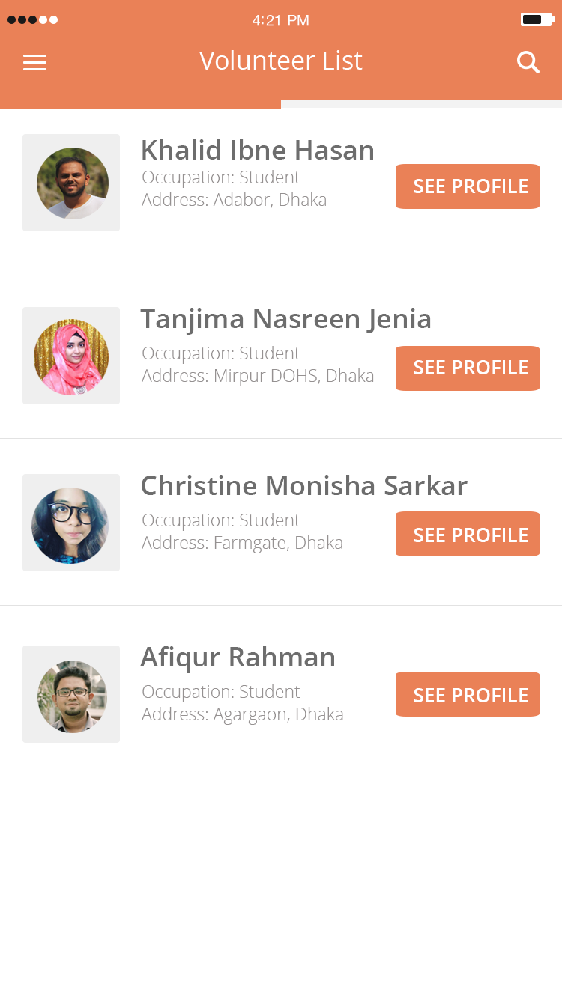 4:21 PM
Volunteer List
Khalid Ibne Hasan
Occupation: Student
Address: Adabor, Dhaka
SEE PROFILE
Tanjima Nasreen Jenia
Occupation: Student
Address: Mirpur DOHS, Dhaka
SEE PROFILE
Christine Monisha Sarkar
Occupation: Student
Address: Farmgate, Dhaka
SEE PROFILE
Afiqur Rahman
Occupation: Student
Address: Agargaon, Dhaka
SEE PROFILE